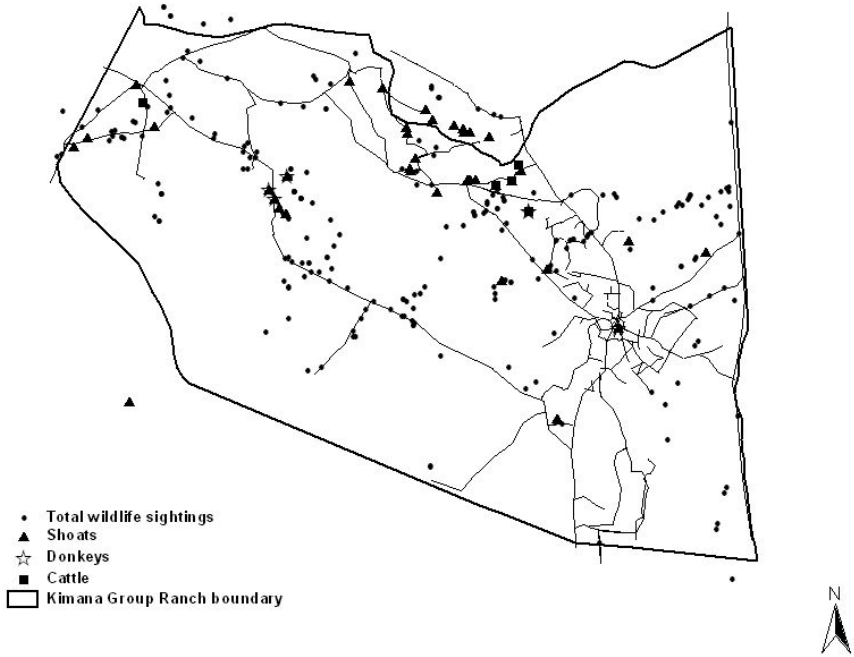 Total wildlife sightings
Shoats
Donkeys
Cattle
Kimana Group Ranch boundary
N